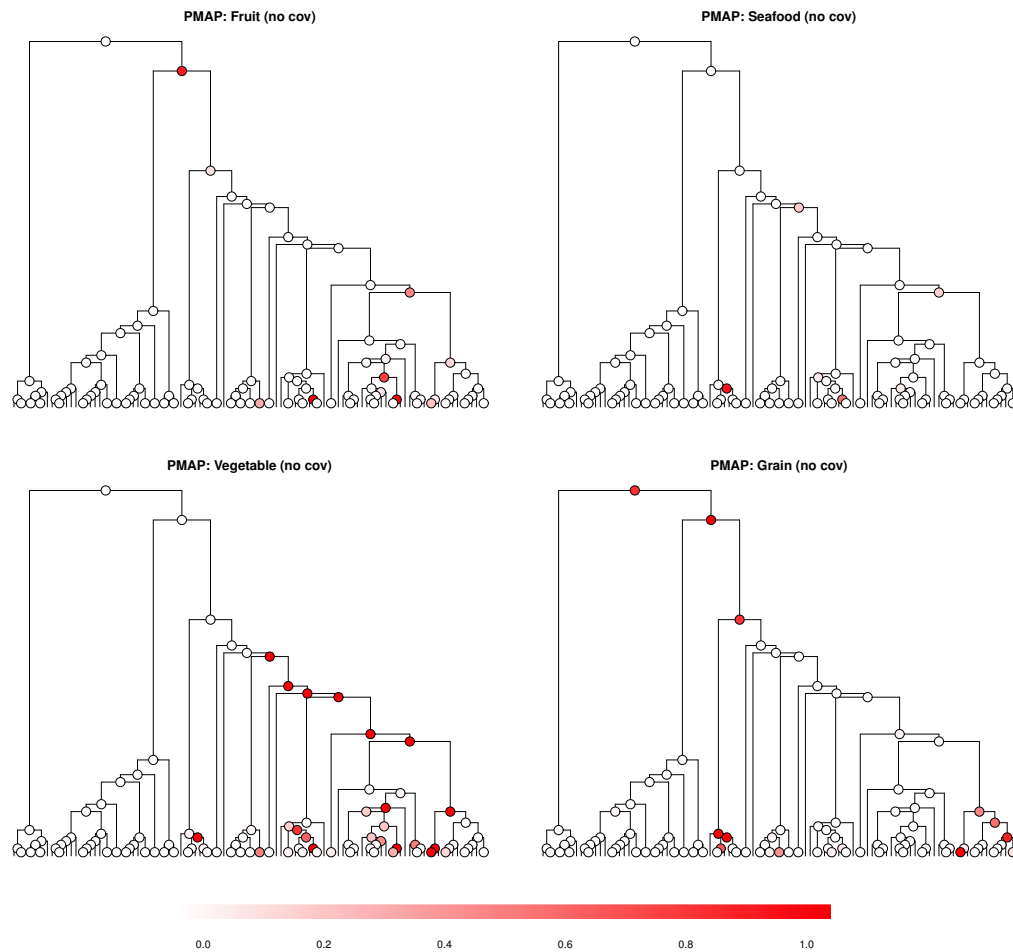 PMAP: Fruit (no cov)
PMAP: Seafood (no cov)
PMAP: Vegetable (no cov)
PMAP: Grain (no cov)
0.0 0.2 0.4 0.6 0.8 1.0